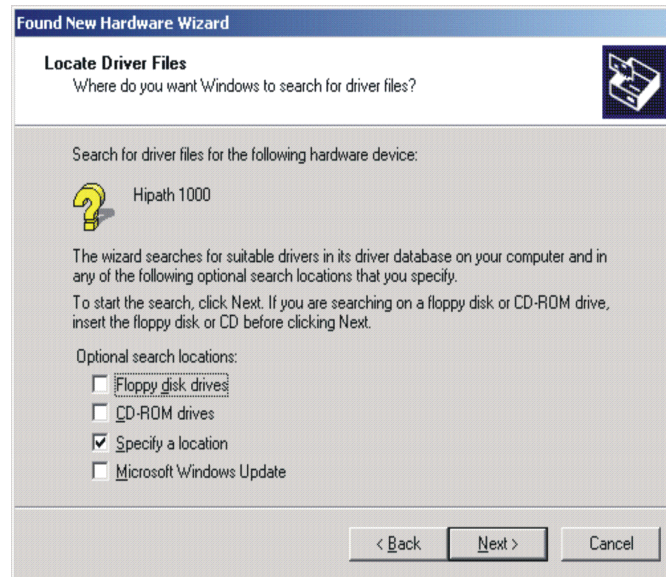 Found New Hardware Wizard
Locate Driver Files
Where do you want Windows to search for driver files?
Search for driver files for the following hardware device:
Hipath 1000
The wizard searches for suitable drivers in its driver database on your computer and in
any of the following optional search locations that you specify.
To start the search, click Next. If you are searching on a floppy disk or CD-ROM drive,
insert the floppy disk or CD before clicking Next.
Optional search locations:
Floppy disk drives
CD-ROM drives
Specify a location
Microsoft Windows Update
< Back Next > Cancel